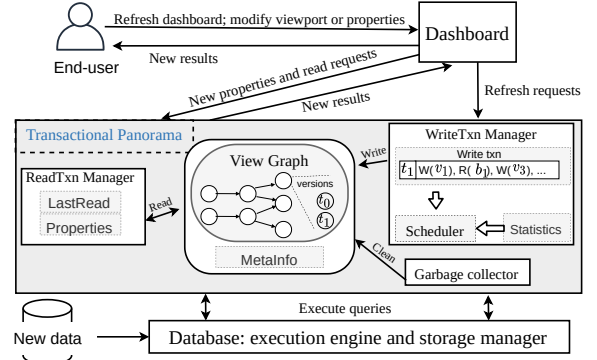 Refresh dashboard; modify viewport or properties
Dashboard
New results
End-user
New properties and read requests
New results
Refresh requests
Transactional Panorama
WriteTxn Manager
Write txn
t1 W(v1), R( b1), W(v3), ...
Scheduler
Statistics
ReadTxn Manager
LastRead
Properties
Read
Write
View Graph
versions
t0
t1
MetaInfo
Clean
Garbage collector
Execute queries
New data
Database: execution engine and storage manager